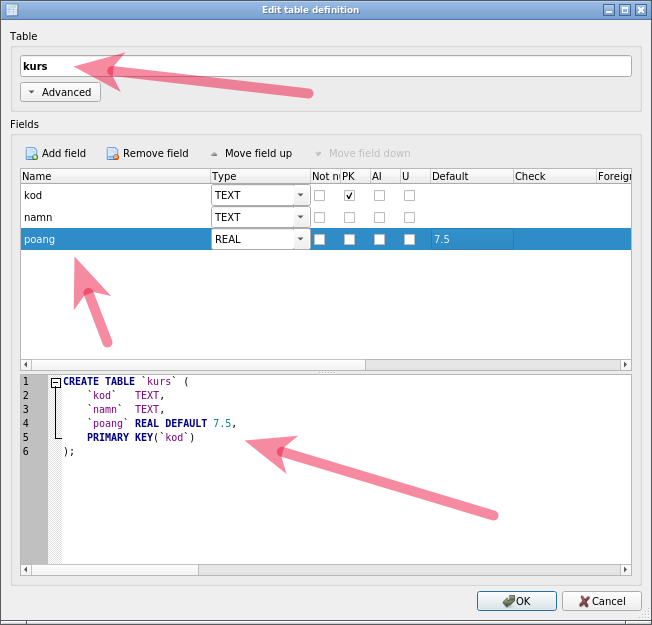 Edit table definition
Table
kurs
Advanced
Fields
Add field Remove field Move field up Move field down
Name Type Not n PK AI U Default Check Foreign
kod TEXT
namn TEXT
poang REAL 7.5
1 CREATE TABLE `kurs` (
2 `kod` TEXT,
3 `namn` TEXT,
4 `poang` REAL DEFAULT 7.5,
5 PRIMARY KEY(`kod`)
6 );
OK Cancel